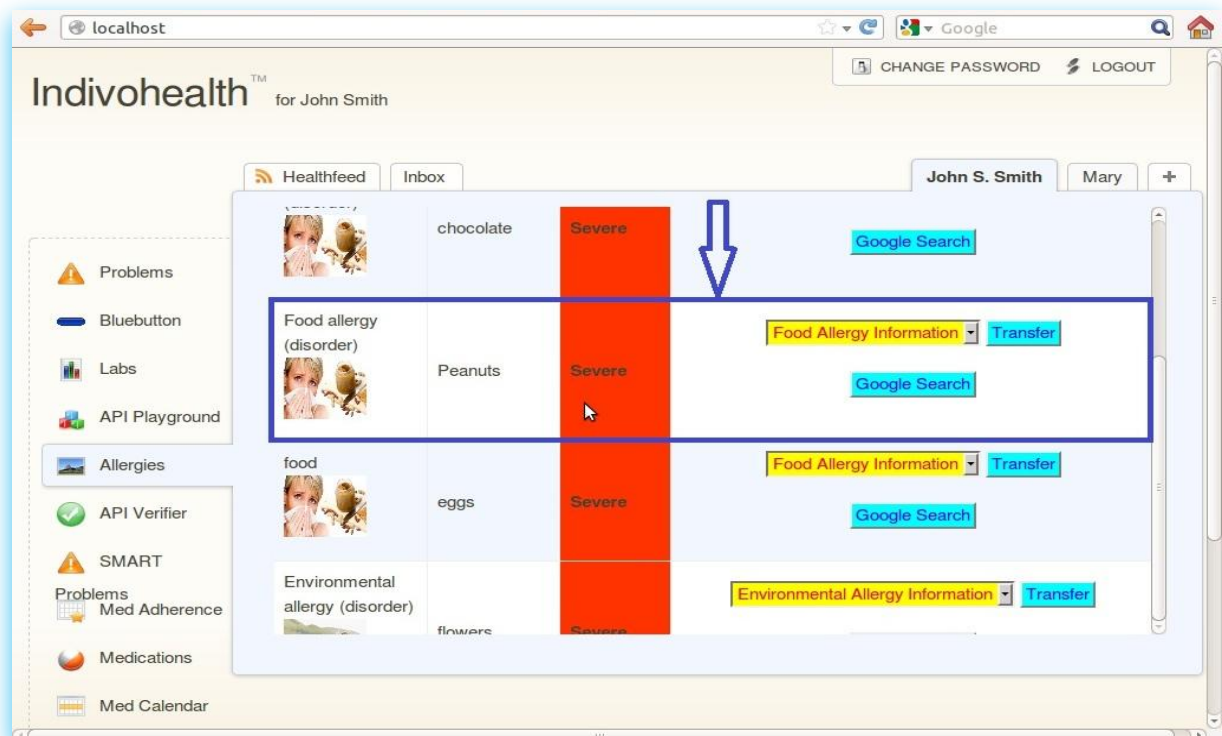 localhost
Google
CHANGE PASSWORD
LOGOUT
Indivohealth™ for John Smith
Healthfeed
Inbox
John S. Smith
Mary
+
Problems
Bluebutton
Labs
API Playground
Allergies
API Verifier
SMART
Problems
Med Adherence
Medications
Med Calendar
(disorder)
chocolate
Severe
Google Search
Food allergy
(disorder)
Peanuts
Severe
Food Allergy Information
Transfer
Google Search
food
eggs
Severe
Food Allergy Information
Transfer
Google Search
Environmental
allergy (disorder)
flowers
Severe
Environmental Allergy Information
Transfer